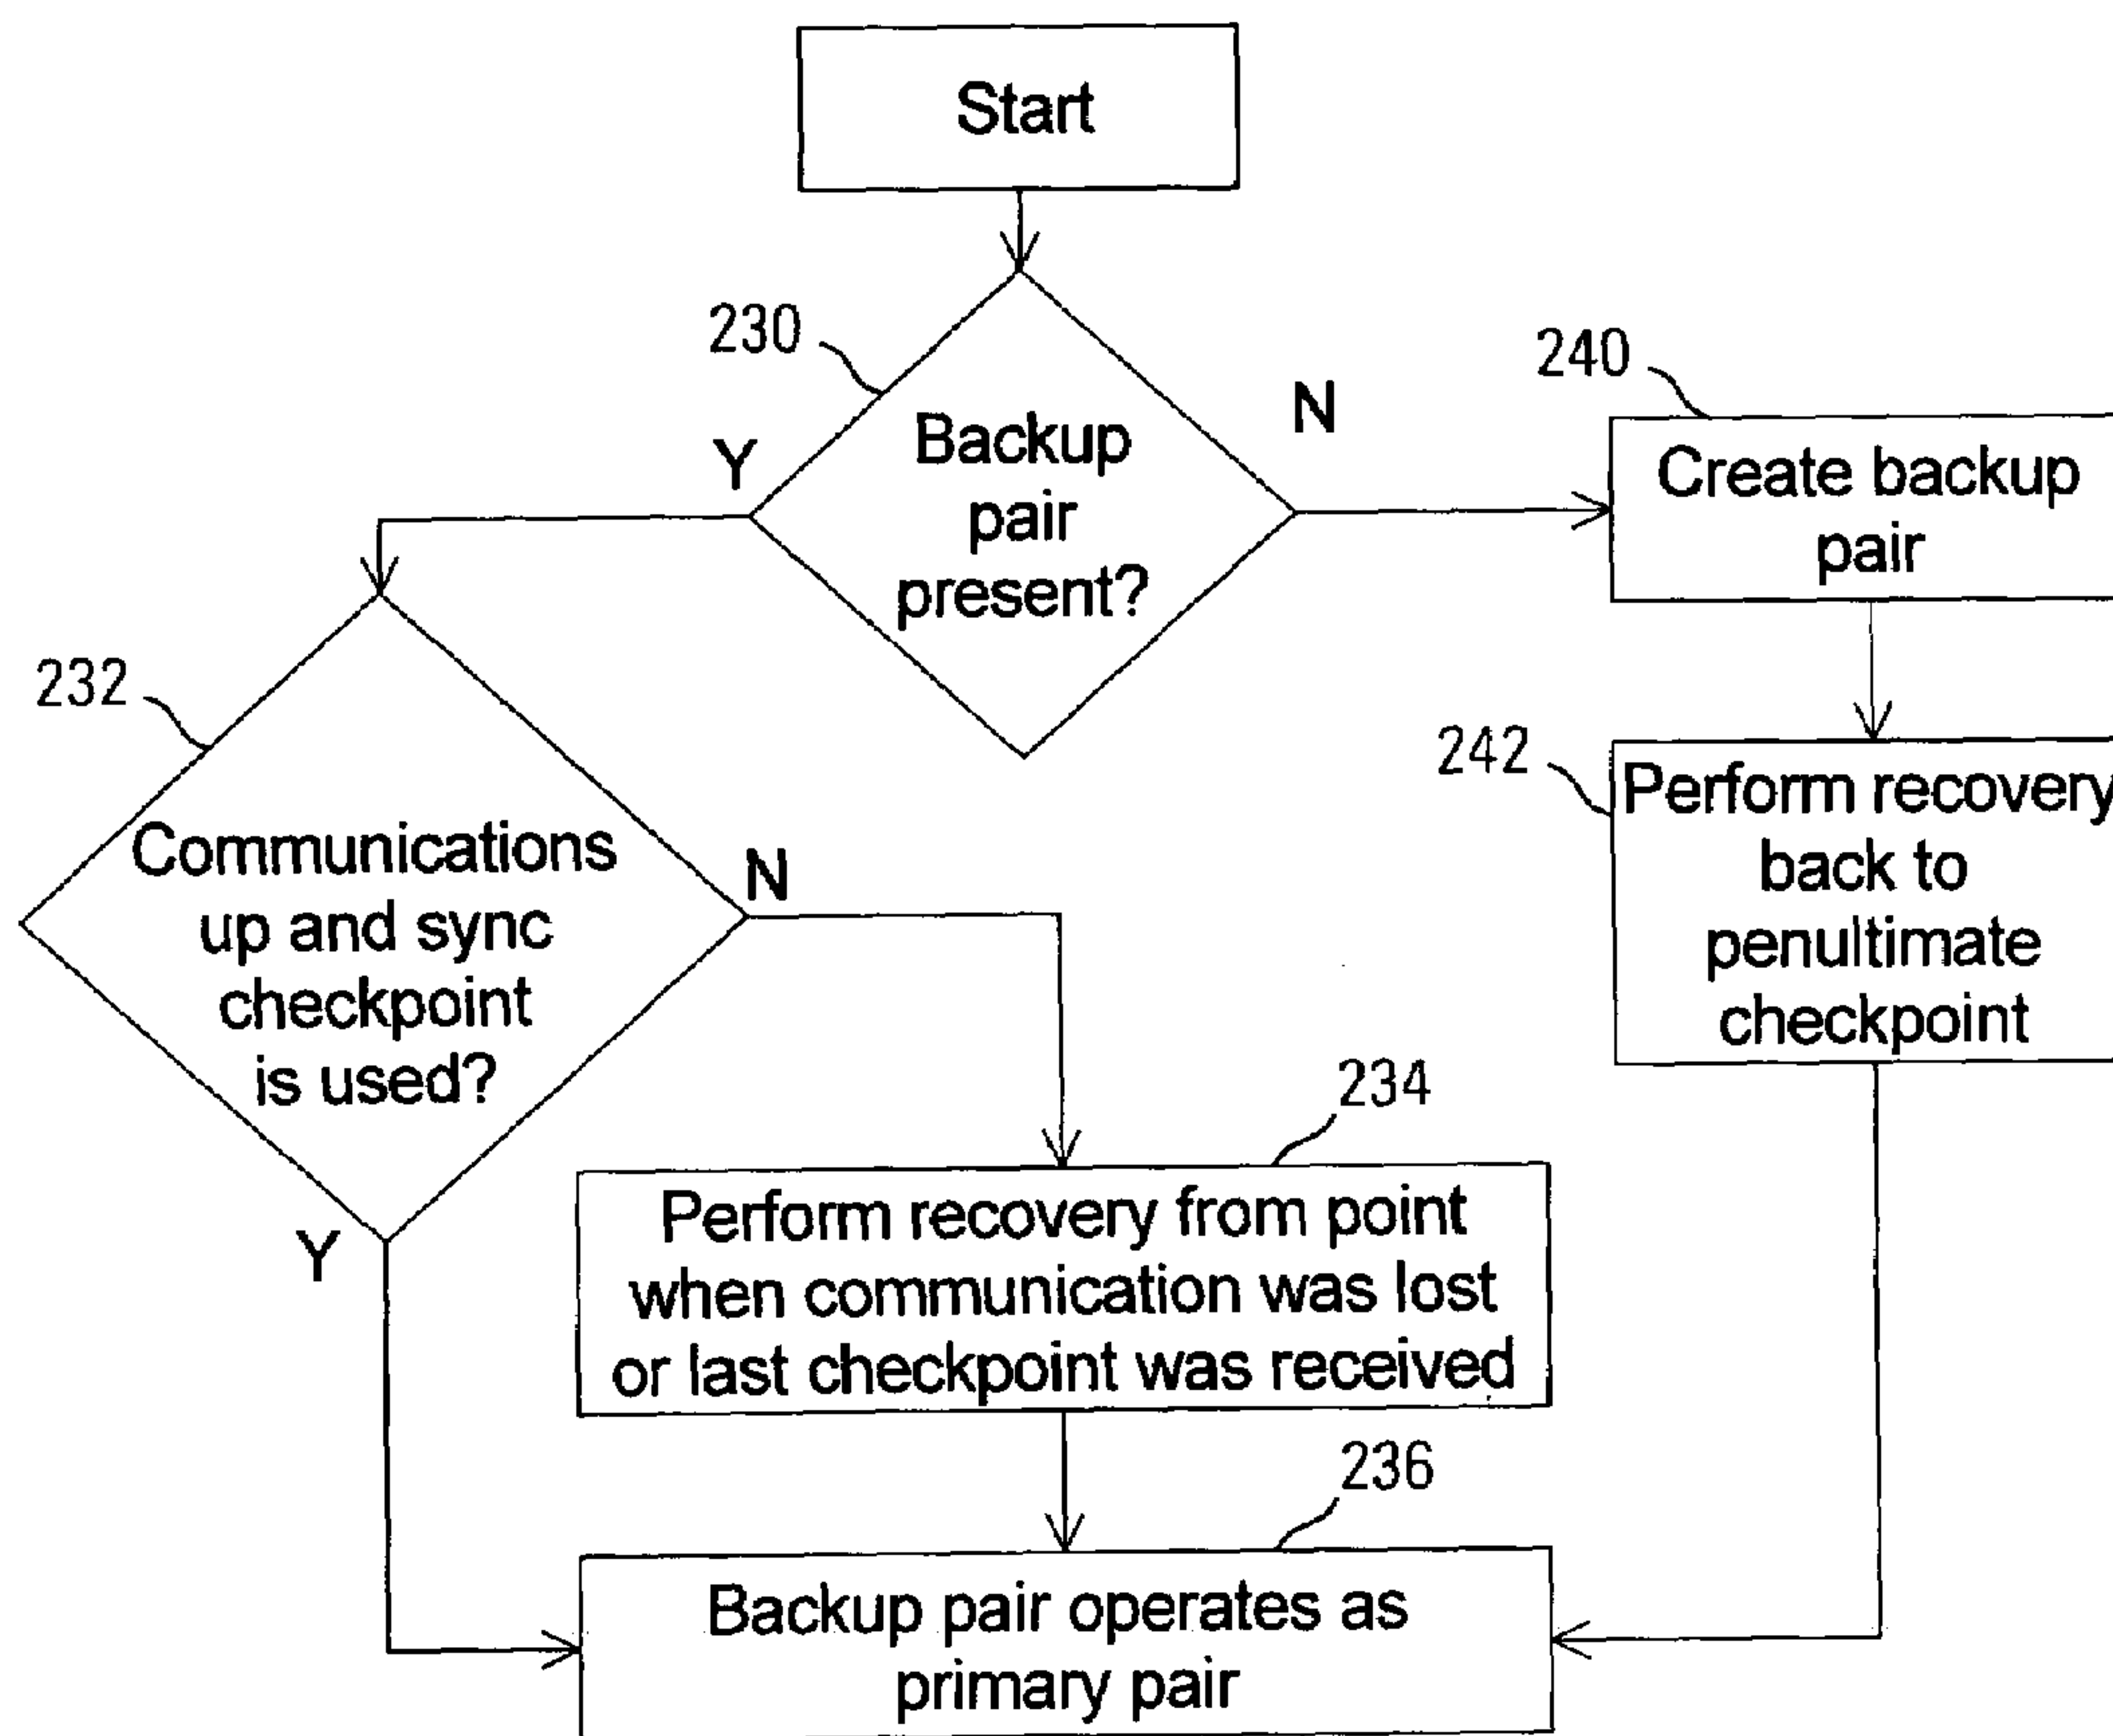 Start
230
Y
Backup
pair
present?
N
240
Create backup
pair
232
Communications
up and sync
checkpoint
is used?
N
Y
242
Perform recovery
back to
penultimate
checkpoint
234
Perform recovery from point
when communication was lost
or last checkpoint was received
236
Backup pair operates as
primary pair